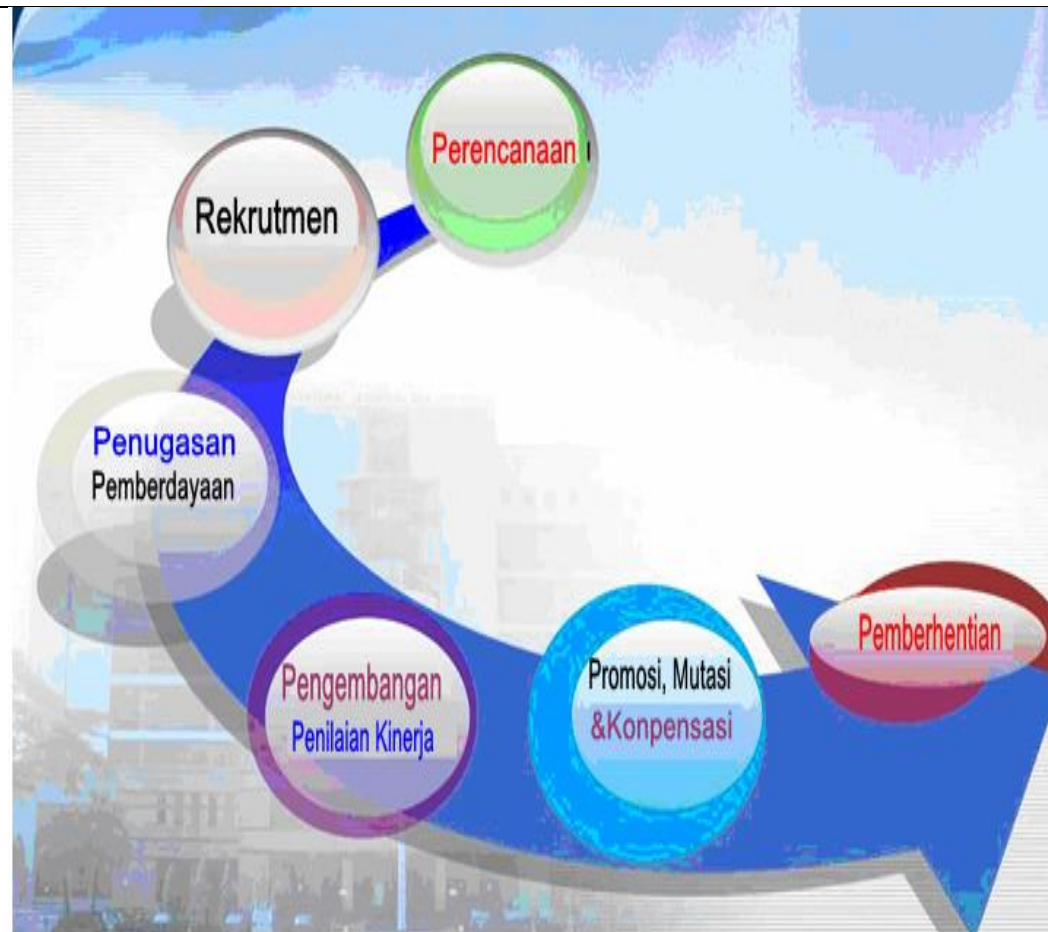 Perencanaan
Rekrutmen
Penugasan
Pemberdayaan
Pengembangan
Penilaian Kinerja
Promosi, Mutasi
&Konpensasi
Pemberhentian